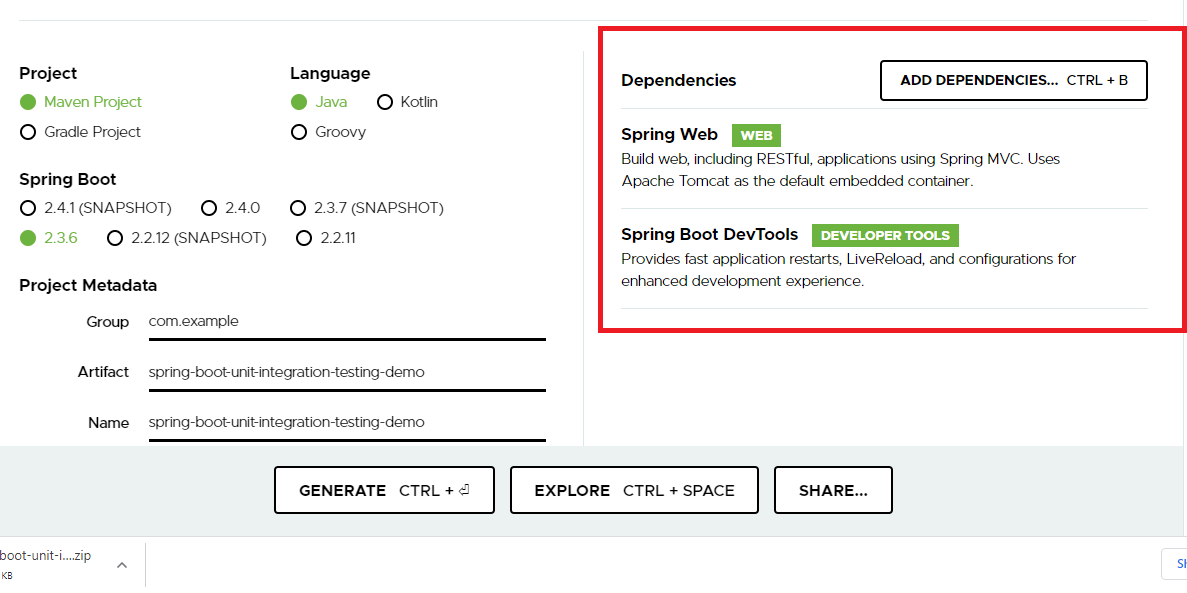 Project
Maven Project
Gradle Project
Language
Java Kotlin
Groovy
Spring Boot
2.4.1 (SNAPSHOT) 2.4.0 2.3.7 (SNAPSHOT)
2.3.6 2.2.12 (SNAPSHOT) 2.2.11
Project Metadata
Group com.example
Artifact spring-boot-unit-integration-testing-demo
Name spring-boot-unit-integration-testing-demo
Dependencies
ADD DEPENDENCIES... CTRL + B
Spring Web WEB
Build web, including RESTful, applications using Spring MVC. Uses
Apache Tomcat as the default embedded container.
Spring Boot DevTools DEVELOPER TOOLS
Provides fast application restarts, LiveReload, and configurations for
enhanced development experience.
GENERATE CTRL + ⏎
EXPLORE CTRL + SPACE
SHARE...
boot-unit-i....zip
KB